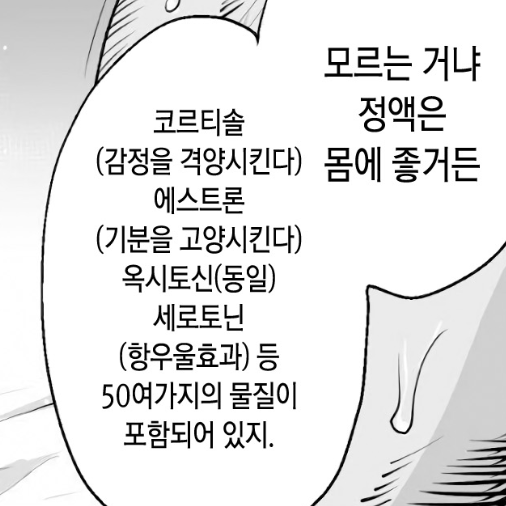 모르는 거냐
정액은
몸에 좋거든
코르티솔
(감정을 격양시킨다)
에스트론
(기분을 고양시킨다)
옥시토신(동일)
세로토닌
(항우울효과) 등
50여가지의 물질이
포함되어 있지.